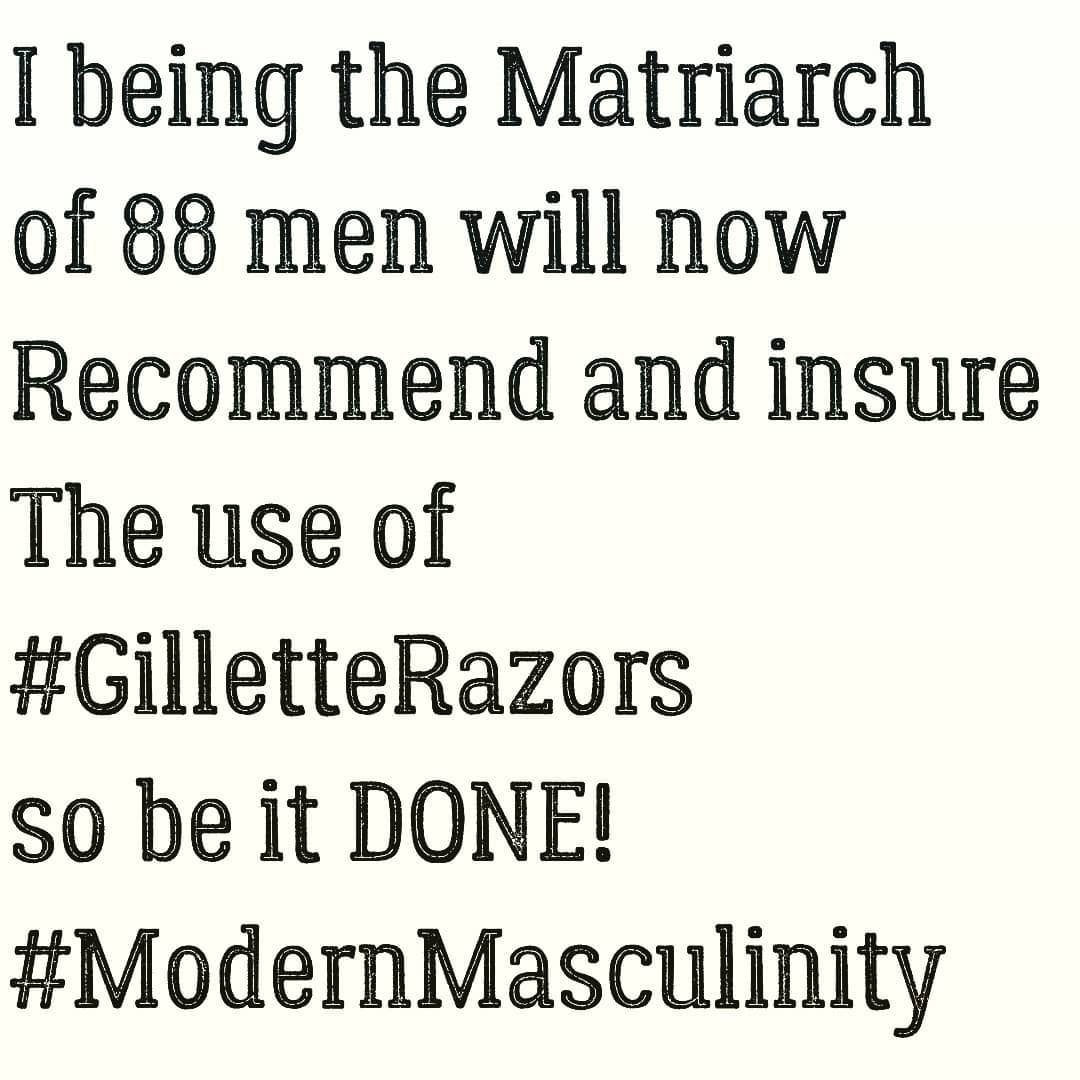 I being the Matriarch
of 88 men will now
Recommend and insure
The use of
#GilletteRazors
so be it DONE!
#ModernMasculinity